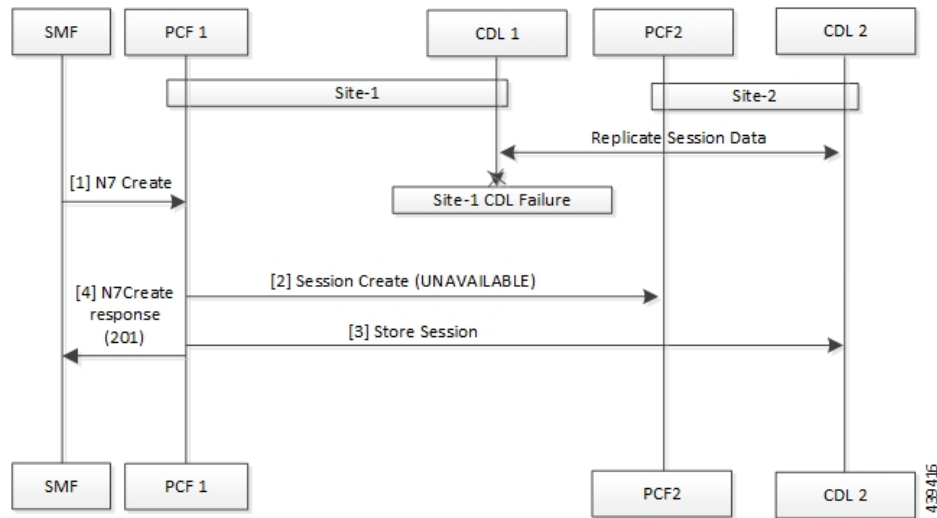 SMF
PCF 1
CDL 1
PCF2
CDL 2
Site-1
Site-2
Replicate Session Data
[1] N7 Create
Site-1 CDL Failure
[2] Session Create (UNAVAILABLE)
[4] N7Create
response
(201)
[3] Store Session
SMF
PCF 1
PCF2
CDL 2
439416